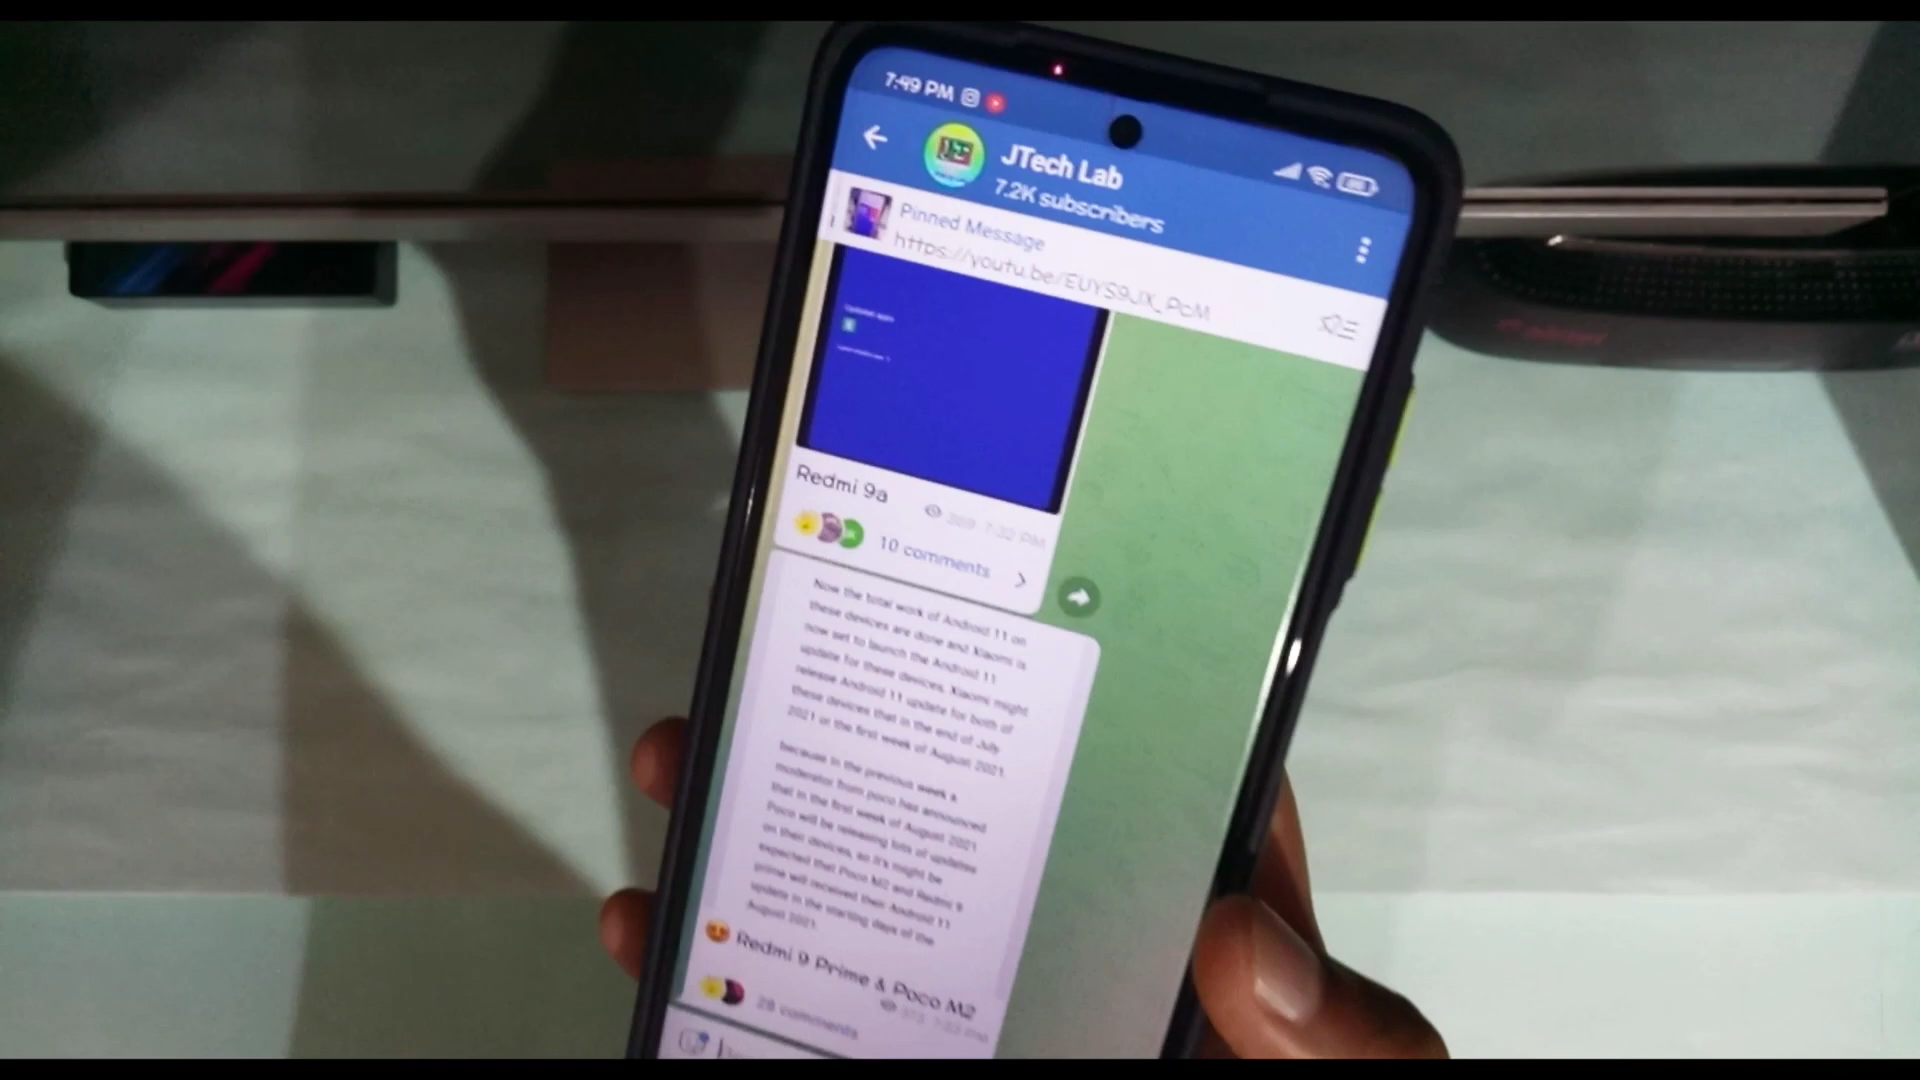 7:49 PM
JTech Lab
7.2K subscribers
Pinned Message
https://youtu.be/EUYS9JX_PcM
Updated apps
Redmi 9a
7:32 PM
10 comments
Now the total work of Android 11 on
these devices are done and Xiaomi is
now set to launch the Android 11
update for these devices. Xiaomi might
release Android 11 update for both of
these devices that in the end of July
2021 or the first week of August 2021.
because in the previous week a
moderator from poco has announced
that in the first week of August 2021
Poco will be releasing lots of updates
on their devices, so it's might be
expected that Poco M2 and Redmi 9
prime will received their Android 11
update in the starting days of the
August 2021.
😍 Redmi 9 Prime & Poco M2
28 comments